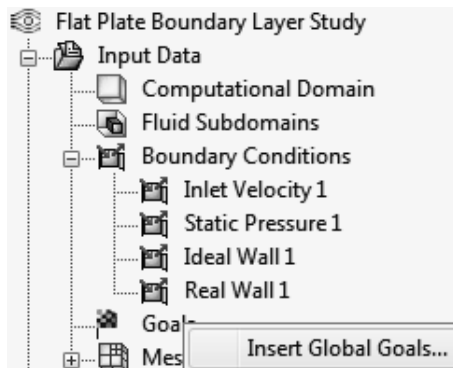 Flat Plate Boundary Layer Study
Input Data
Computational Domain
Fluid Subdomains
Boundary Conditions
Inlet Velocity 1
Static Pressure 1
Ideal Wall 1
Real Wall 1
Goals
Insert Global Goals...